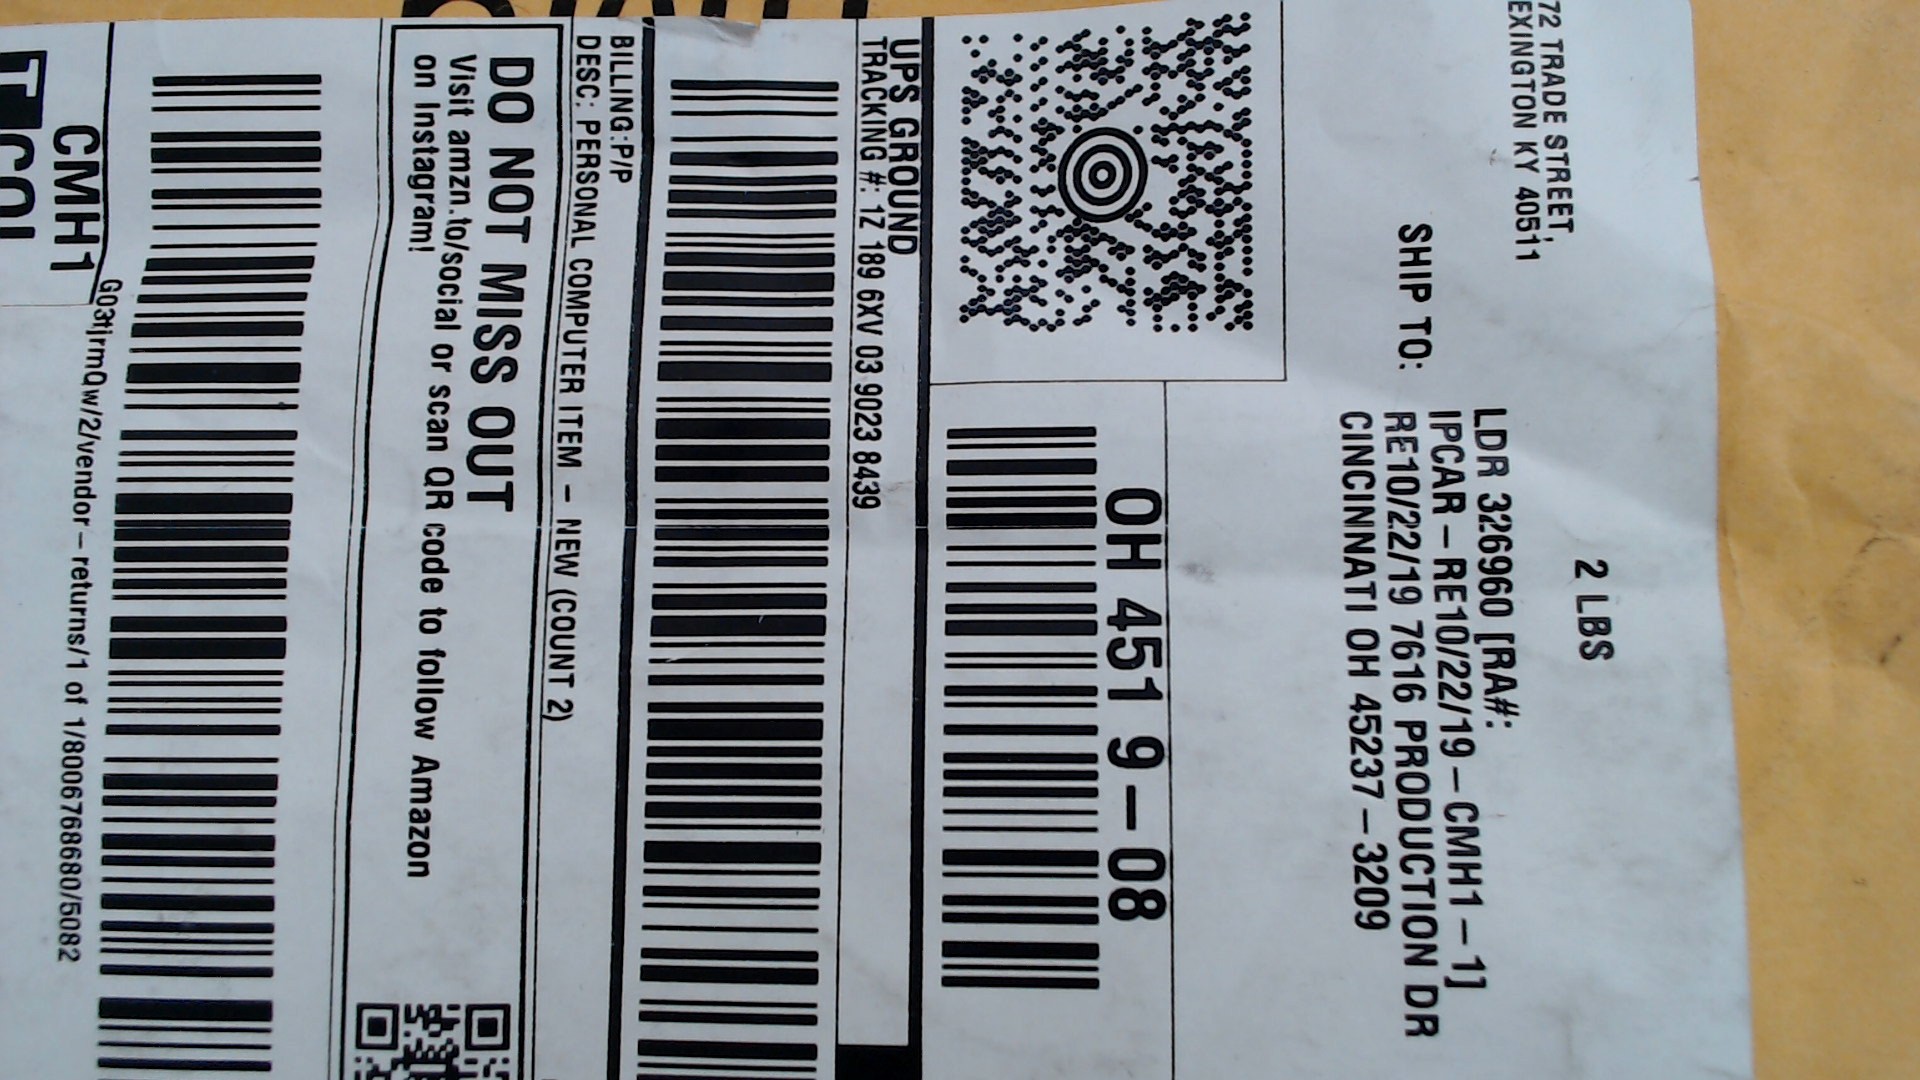 72 TRADE STREET,
EXINGTON KY 40511
2 LBS
SHIP TO:
LDR 326960 [RA#:
IPCAR-RE10/22/19-CMH1-1]
RE10/22/19 7616 PRODUCTION DR
CINCINNATI OH 45237-3209
OH 451 9-08
UPS GROUND
TRACKING #: 1Z 189 6XV 03 9023 8439
BILLING:P/P
DESC: PERSONAL COMPUTER ITEM - NEW (COUNT 2)
DO NOT MISS OUT
Visit amzn.to/social or scan QR code to follow Amazon
on Instagram!
Go3tjrmQw/2/vendor-returns/1 of 1/800676868680/5082
CMH1